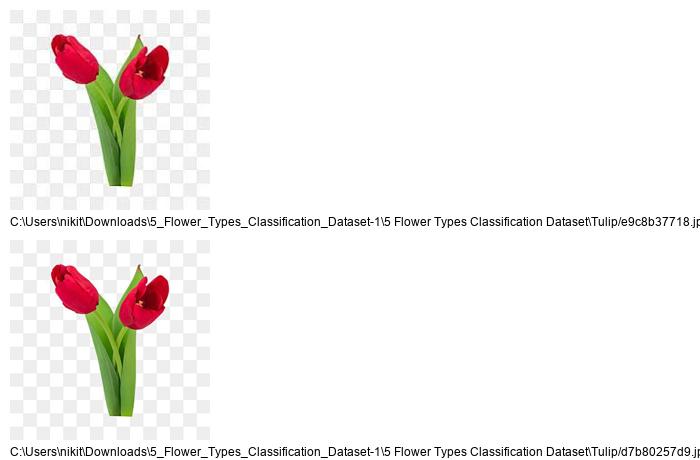 C:\Users\nikit\Downloads\5_Flower_Types_Classification_Dataset-1\5 Flower Types Classification Dataset\Tulip/e9c8b37718.jp
C:\Users\nikit\Downloads\5_Flower_Types_Classification_Dataset-1\5 Flower Types Classification Dataset\Tulip/d7b80257d9.jp